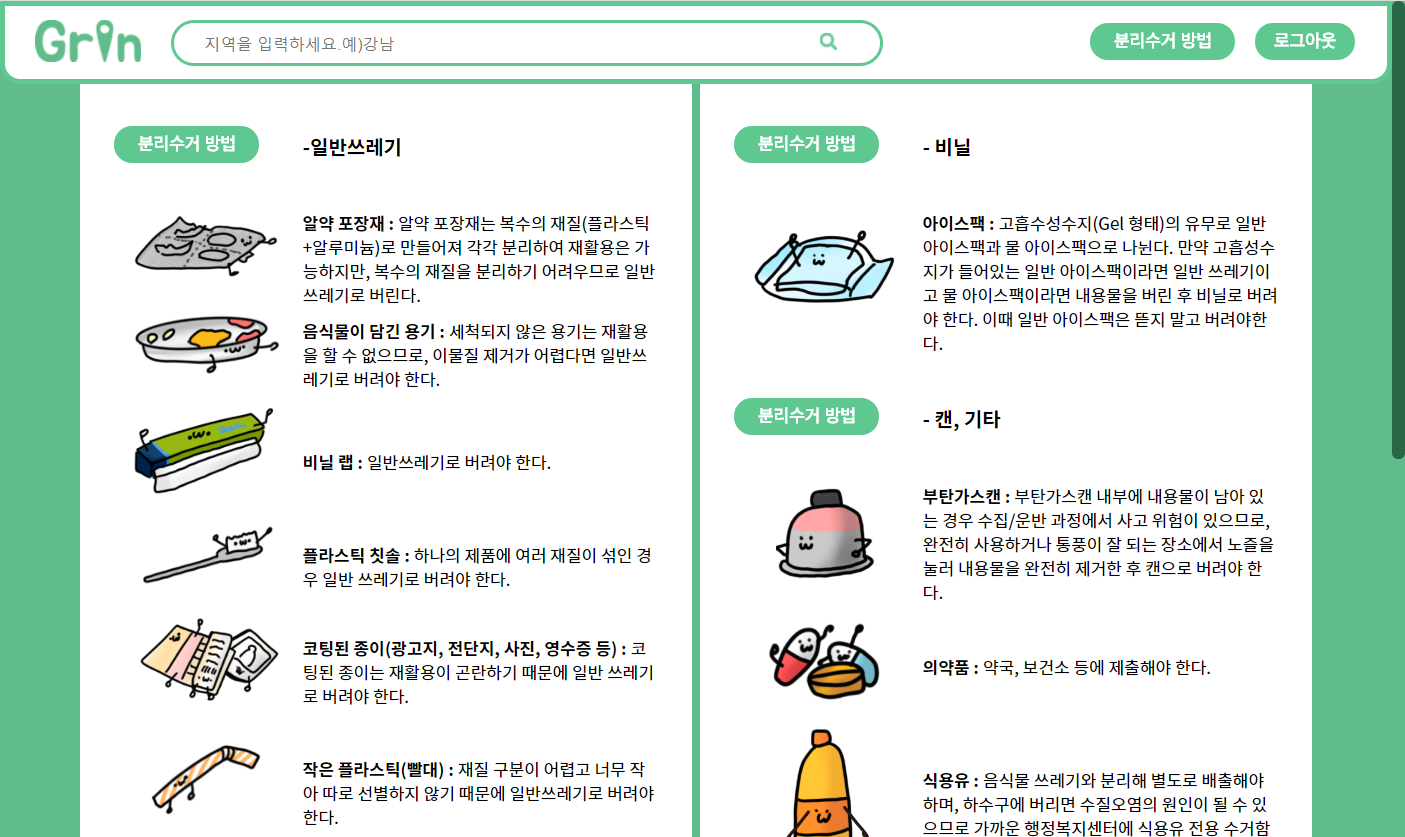 Grin
지역을 입력하세요.예)강남
분리수거 방법
로그아웃
분리수거 방법
-일반쓰레기
알약 포장재 : 알약 포장재는 복수의 재질(플라스틱
+알루미늄)로 만들어져 각각 분리하여 재활용은 가
능하지만, 복수의 재질을 분리하기 어려우므로 일반
쓰레기로 버린다.
음식물이 담긴 용기 : 세척되지 않은 용기는 재활용
을 할 수 없으므로, 이물질 제거가 어렵다면 일반쓰
레기로 버려야 한다.
비닐 랩 : 일반쓰레기로 버려야 한다.
플라스틱 칫솔 : 하나의 제품에 여러 재질이 섞인 경
우 일반 쓰레기로 버려야 한다.
코팅된 종이(광고지, 전단지, 사진, 영수증 등) : 코
팅된 종이는 재활용이 곤란하기 때문에 일반 쓰레기
로 버려야 한다.
작은 플라스틱(빨대) : 재질 구분이 어렵고 너무 작
아 따로 선별하지 않기 때문에 일반쓰레기로 버려야
한다.
분리수거 방법
- 비닐
아이스팩 : 고흡수성수지(Gel 형태)의 유무로 일반
아이스팩과 물 아이스팩으로 나뉜다. 만약 고흡성수
지가 들어있는 일반 아이스팩이라면 일반 쓰레기이
고 물 아이스팩이라면 내용물을 버린 후 비닐로 버려
야 한다. 이때 일반 아이스팩은 뜯지 말고 버려야한
다.
분리수거 방법
- 캔, 기타
부탄가스캔 : 부탄가스캔 내부에 내용물이 남아 있
는 경우 수집/운반 과정에서 사고 위험이 있으므로,
완전히 사용하거나 통풍이 잘 되는 장소에서 노즐을
눌러 내용물을 완전히 제거한 후 캔으로 버려야 한
다.
의약품 : 약국, 보건소 등에 제출해야 한다.
식용유 : 음식물 쓰레기와 분리해 별도로 배출해야
하며, 하수구에 버리면 수질오염의 원인이 될 수 있
으므로 가까운 행정복지센터에 식용유 전용 수거함